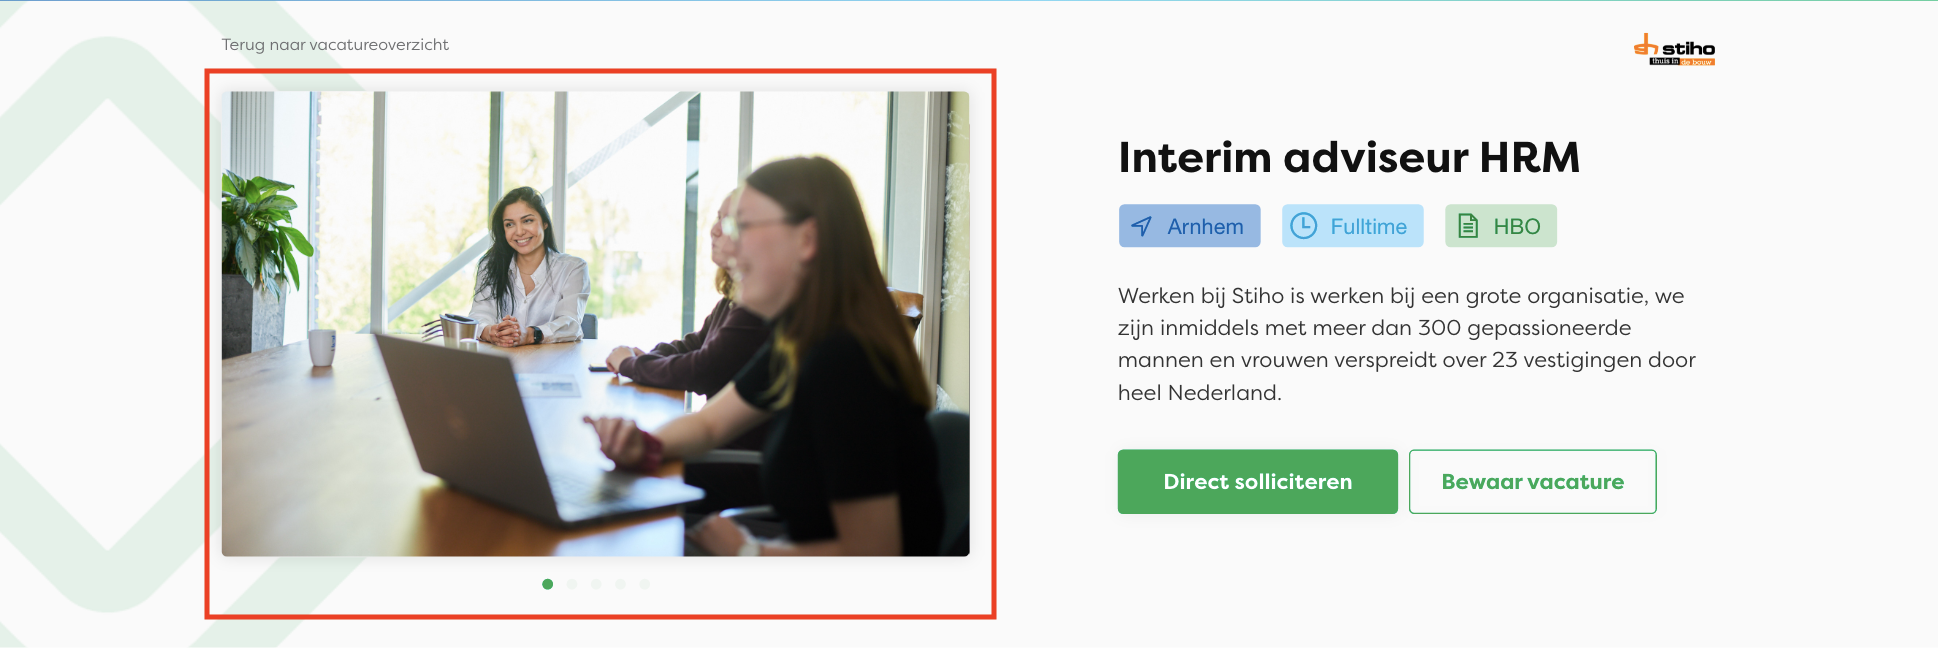 Terug naar vacatureoverzicht
stiho
thuis in de bouw
Interim adviseur HRM
Arnhem
Fulltime
HBO
Werken bij Stiho is werken bij een grote organisatie, we
zijn inmiddels met meer dan 300 gepassioneerde
mannen en vrouwen verspreidt over 23 vestigingen door
heel Nederland.
Direct solliciteren
Bewaar vacature